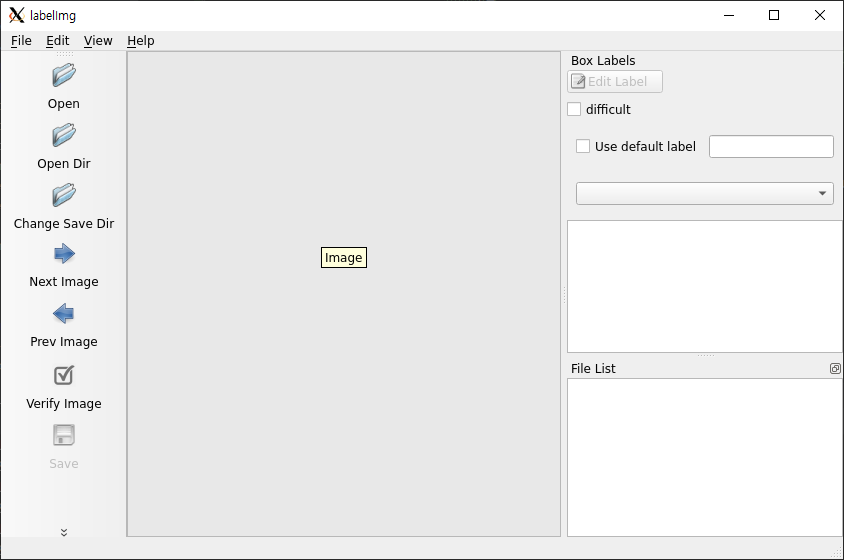 labelImg
File Edit View Help
Open
Open Dir
Change Save Dir
Next Image
Prev Image
Verify Image
Save
Image
Box Labels
Edit Label
difficult
Use default label
File List